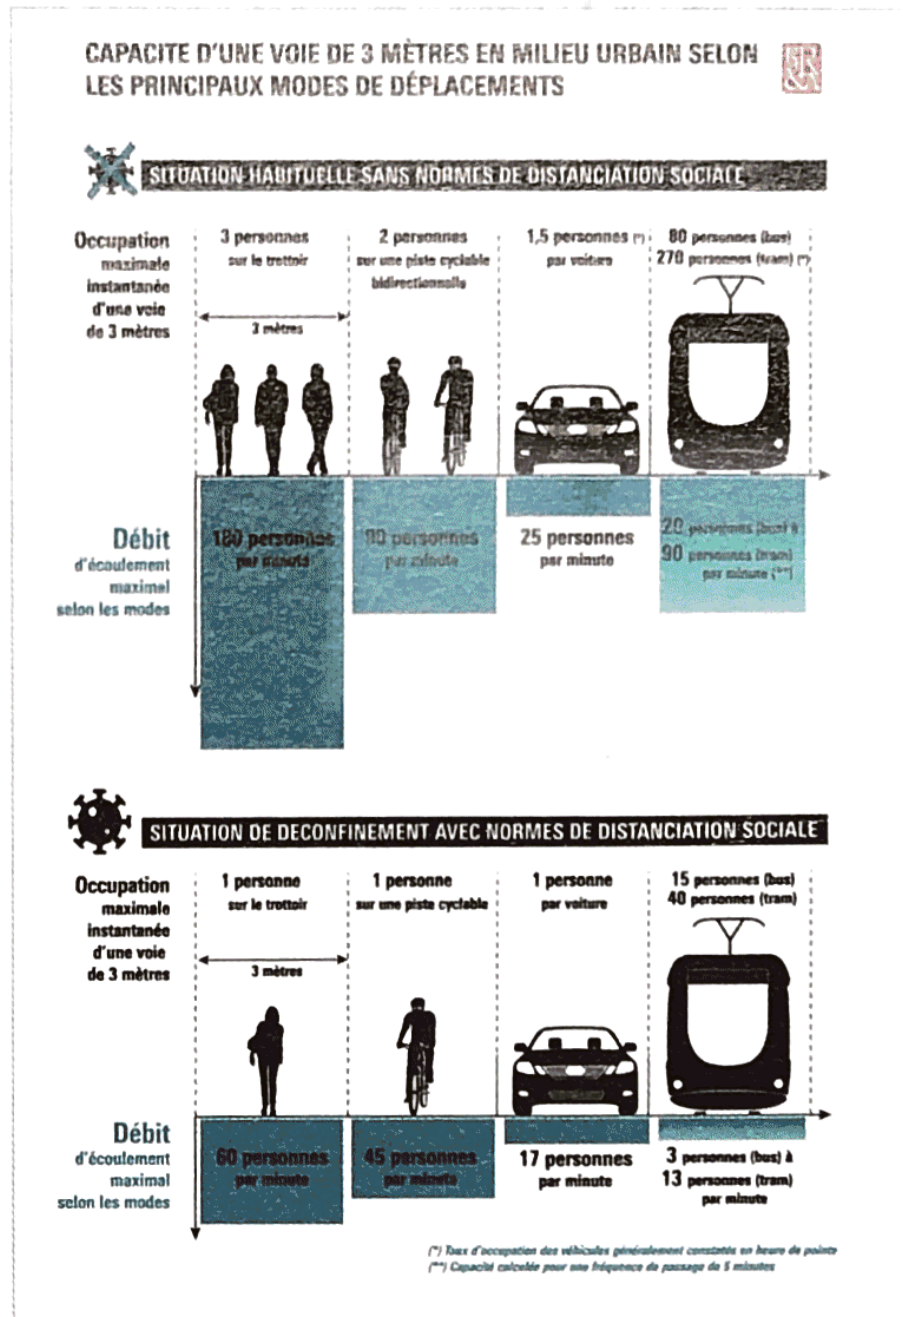 CAPACITE D'UNE VOIE DE 3 MÈTRES EN MILIEU URBAIN SELON
LES PRINCIPAUX MODES DE DÉPLACEMENTS
SITUATION HABITUELLE SANS NORMES DE DISTANCIATION SOCIALE
Occupation
maximale
instantanée
d'une voie
de 3 mètres
3 personnes
sur le trottoir
3 mètres
2 personnes
sur une piste cyclable
bidirectionnelle
1,5 personnes (*)
par voiture
80 personnes (bus)
270 personnes (tram) (*)
Débit
d'écoulement
maximal
selon les modes
180 personnes
par minute
90 personnes
par minute
25 personnes
par minute
20 personnes (bus) à
90 personnes (tram)
par minute (**)
SITUATION DE DECONFINEMENT AVEC NORMES DE DISTANCIATION SOCIALE
Occupation
maximale
instantanée
d'une voie
de 3 mètres
1 personne
sur le trottoir
3 mètres
1 personne
sur une piste cyclable
1 personne
par voiture
15 personnes (bus)
40 personnes (tram)
Débit
d'écoulement
maximal
selon les modes
60 personnes
par minute
45 personnes
par minute
17 personnes
par minute
3 personnes (bus) à
13 personnes (tram)
par minute
(*) Taux d'occupation des véhicules généralement constatés en heure de pointe
(**) Capacité calculée pour une fréquence de passage de 5 minutes